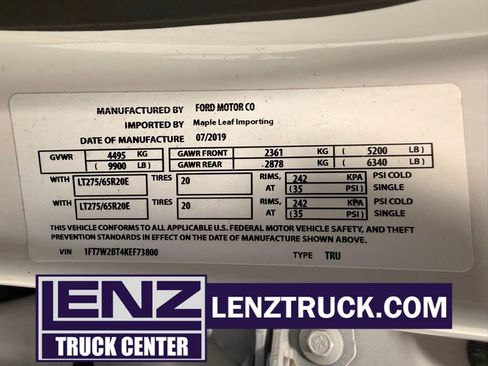 MANUFACTURED BY FORD MOTOR CO
IMPORTED BY Maple Leaf Importing
DATE OF MANUFACTURE 07/2019
GVWR 4495 KG GAWR FRONT 2361 KG ( 5200 LB )
( 9900 LB ) GAWR REAR 2878 KG ( 6340 LB )
WITH LT275/65R20E TIRES 20 RIMS, 242 KPA PSI COLD
AT (35 PSI ) SINGLE
WITH LT275/65R20E TIRES 20 RIMS, 242 KPA PSI COLD
AT (35 PSI ) SINGLE
THIS VEHICLE CONFORMS TO ALL APPLICABLE U.S. FEDERAL MOTOR VEHICLE SAFETY, AND THEFT
PREVENTION STANDARDS IN EFFECT ON THE DATE OF MANUFACTURE SHOWN ABOVE.
VIN 1FT7W2BT4KEF73800 TYPE TRU
LENZ
TRUCK CENTER
LENZTRUCK.COM